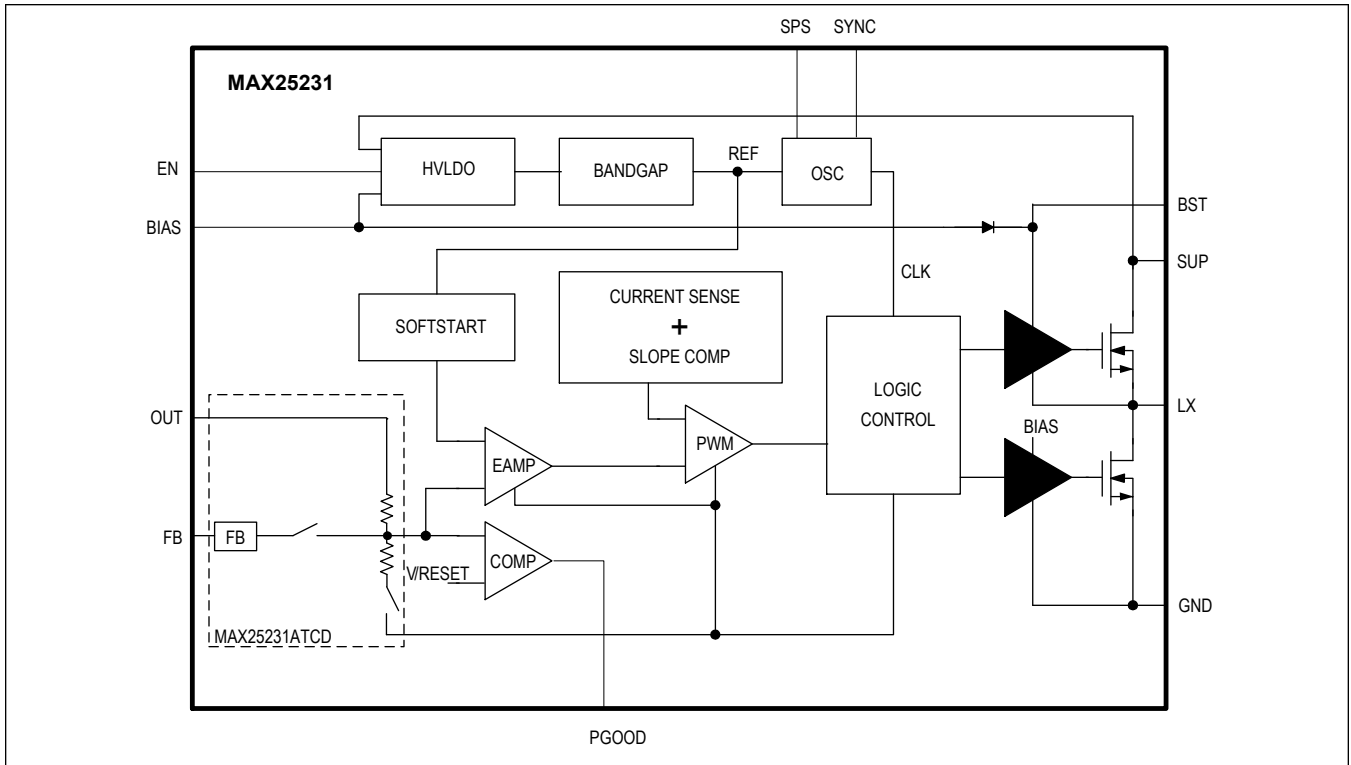 SPS SYNC
MAX25231
EN
HVLDO
BANDGAP
REF
OSC
BST
BIAS
SUP
CLK
SOFTSTART
CURRENT SENSE
+
SLOPE COMP
LOGIC
CONTROL
OUT
LX
PWM
BIAS
EAMP
FB
FB
COMP
V/RESET
GND
MAX25231ATCD
PGOOD